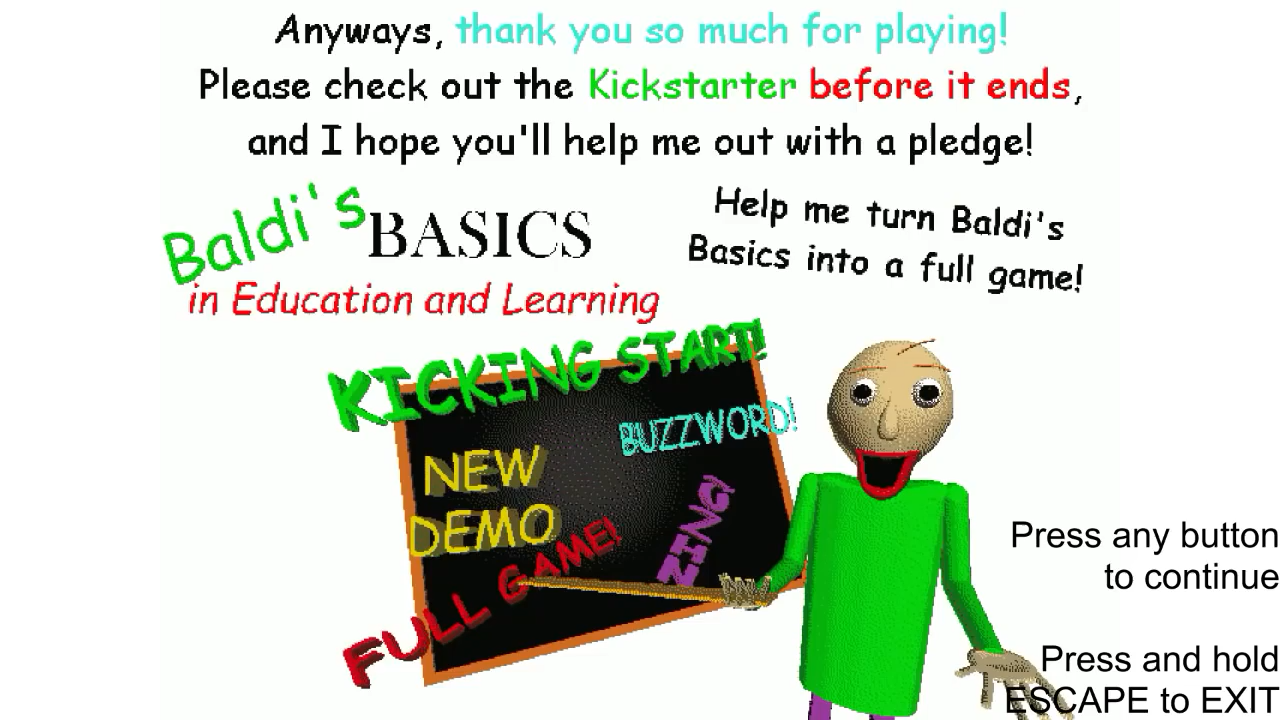 Anyways, thank you so much for playing!
Please check out the Kickstarter before it ends,
and I hope you'll help me out with a pledge!
Baldi's BASICS
in Education and Learning
Help me turn Baldi's
Basics into a full game!
KICKING START!
BUZZWORD!
NEW
DEMO
ZING!
FULL GAME!
Press any button
to continue
Press and hold
ESCAPE to EXIT